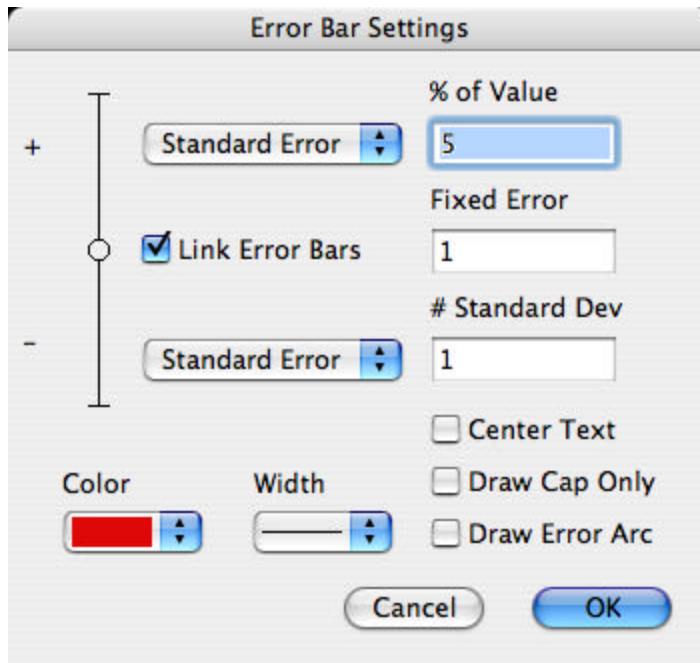 Error Bar Settings
% of Value
+
Standard Error
5
Fixed Error
Link Error Bars
1
# Standard Dev
–
Standard Error
1
Center Text
Color
Width
Draw Cap Only
Draw Error Arc
Cancel
OK